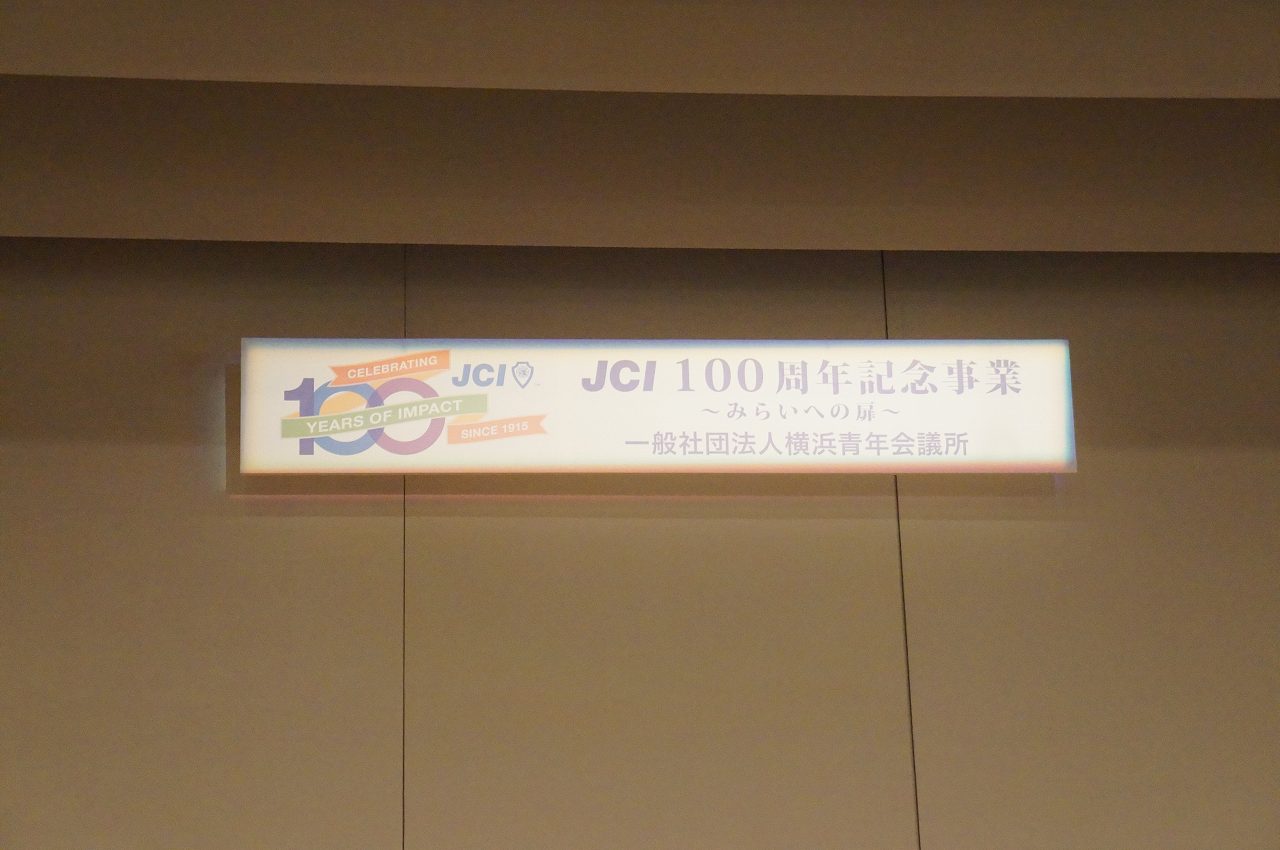 CELEBRATING
100
JCI
YEARS OF IMPACT
SINCE 1915
JCI 100周年記念事業
～みらいへの扉～
一般社団法人横浜青年会議所